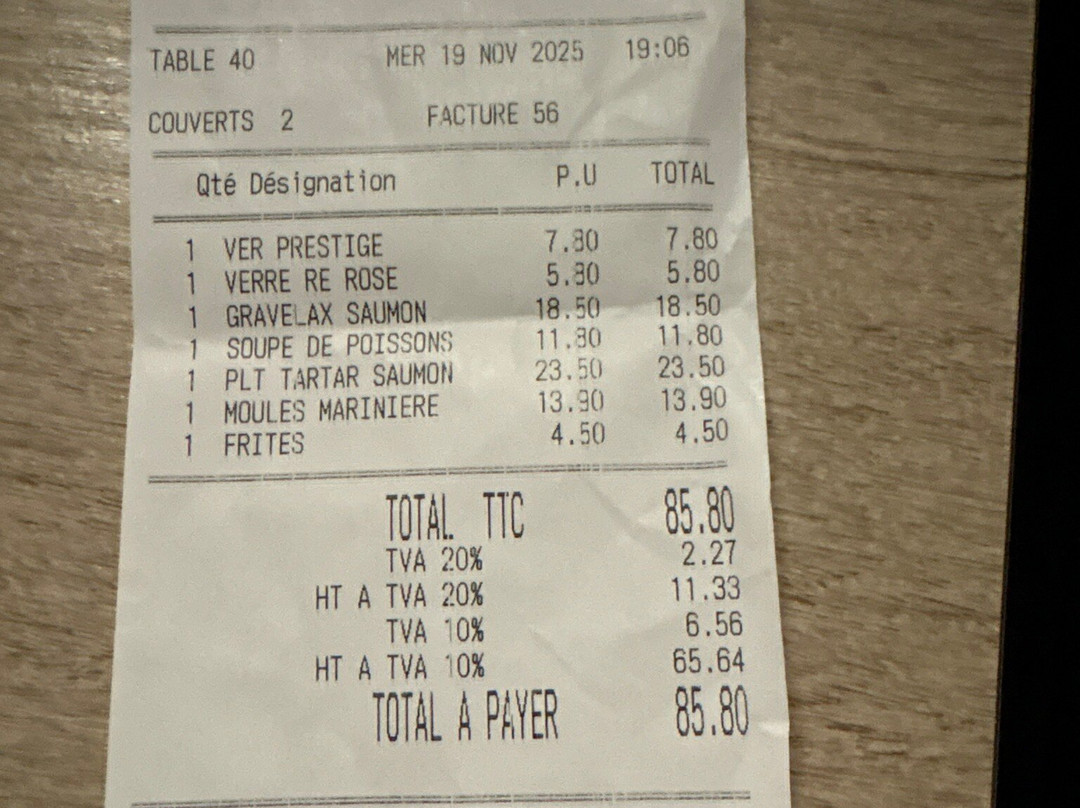 TABLE 40 MER 19 NOV 2025 19:06
COUVERTS 2 FACTURE 56
Qté Désignation P.U TOTAL
1 VER PRESTIGE 7.80 7.80
1 VERRE RE ROSE 5.80 5.80
1 GRAVELAX SAUMON 18.50 18.50
1 SOUPE DE POISSONS 11.80 11.80
1 PLT TARTAR SAUMON 23.50 23.50
1 MOULES MARINIERE 13.90 13.90
1 FRITES 4.50 4.50
TOTAL TTC 85.80
TVA 20% 2.27
HT A TVA 20% 11.33
TVA 10% 6.56
HT A TVA 10% 65.64
TOTAL A PAYER 85.80